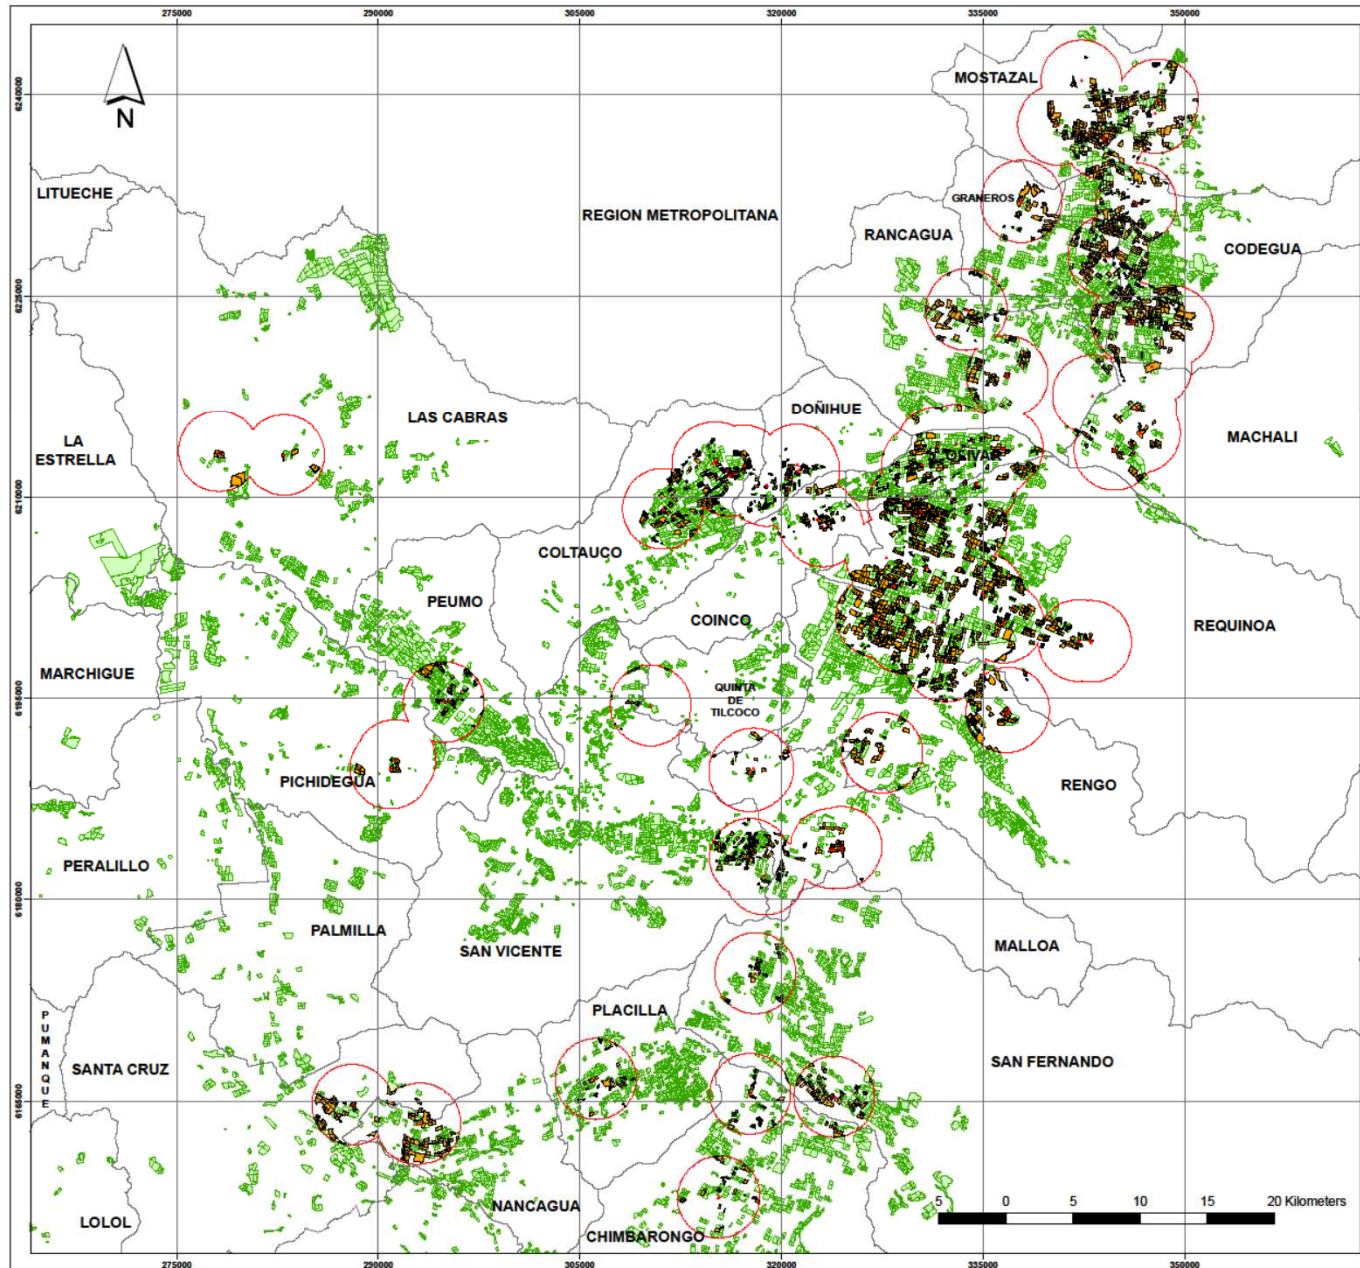 275000 290000 305000 320000 335000 350000
6240000
N
MOSTAZAL
LITUECHE
GRANEROS
REGION METROPOLITANA
RANCAGUA
CODEGUA
6225000
LAS CABRAS
DOÑIHUE
LA
ESTRELLA
MACHALI
OLIVAR
6210000
COLTAUCO
PEUMO
COINCO
REQUINOA
MARCHIGUE
QUINTA
DE
TILCOCO
6195000
PICHIDEGUA
RENGO
PERALILLO
6180000
PALMILLA
SAN VICENTE
MALLOA
PLACILLA
PUMANQUE
SANTA CRUZ
SAN FERNANDO
6165000
NANCAGUA
5 0 5 10 15 20 Kilometers
LOLOL
CHIMBARONGO
275000 290000 305000 320000 335000 350000